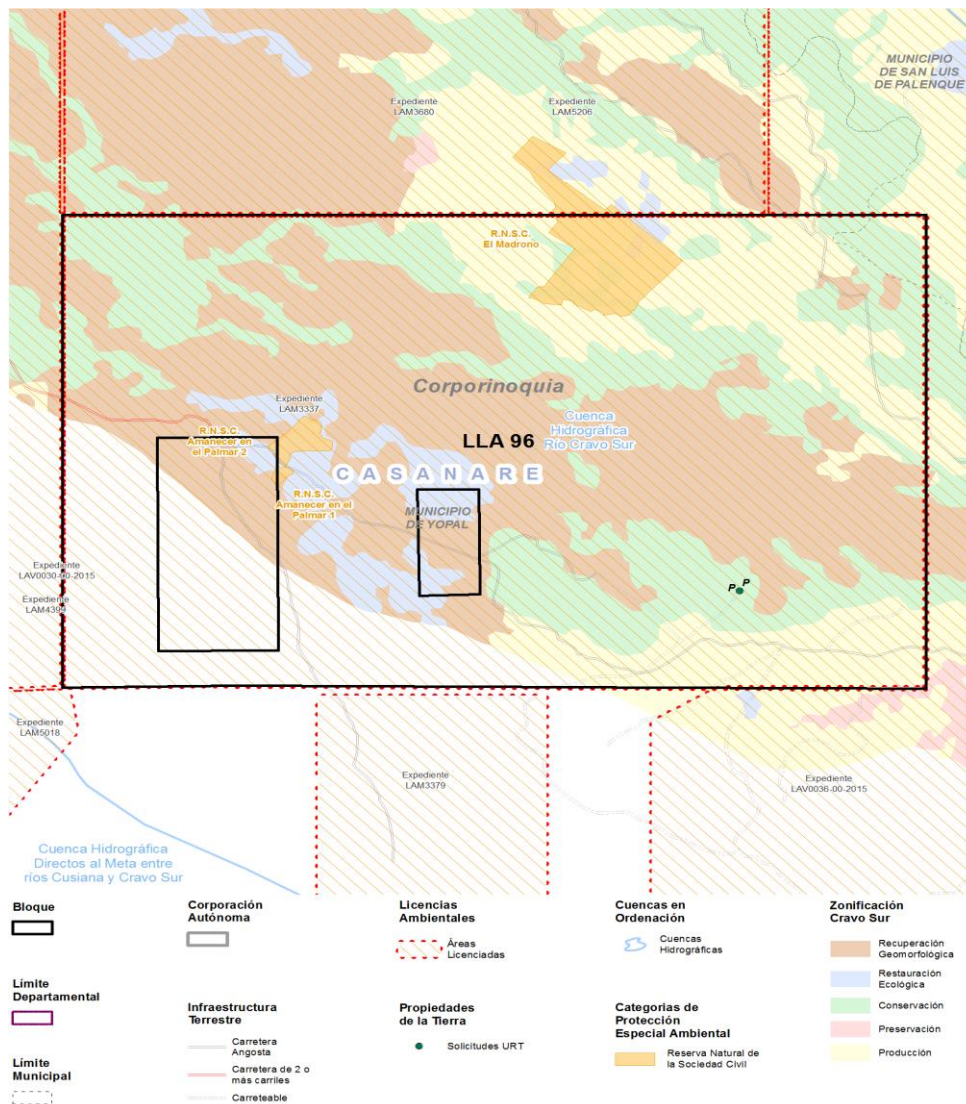 MUNICIPIO
DE SAN LUIS
DE PALENQUE
Expediente
LAM3680
Expediente
LAM5206
R.N.S.C.
El Madrono
Corporinoquia
Expediente
LAM3337
Cuenca
Hidrográfica
Río Cravo Sur
R.N.S.C.
Amanecer en
el Palmar 2
LLA 96
CASANARE
R.N.S.C.
Amanecer en el
Palmar 1
MUNICIPIO
DE YOPAL
Expediente
LAV0030-00-2015
Expediente
LAM4399
P P
Expediente
LAM5018
Expediente
LAM3379
Expediente
LAV0036-00-2015
Cuenca Hidrográfica
Directos al Meta entre
ríos Cusiana y Cravo Sur
Bloque
Límite
Departamental
Límite
Municipal
Corporación
Autónoma
Infraestructura
Terrestre
Carretera
Angosta
Carretera de 2 o
más carriles
Carreteable
Licencias
Ambientales
Áreas
Licenciadas
Propiedades
de la Tierra
Solicitudes URT
Cuencas en
Ordenación
Cuencas
Hidrográficas
Categorias de
Protección
Especial Ambiental
Reserva Natural de
la Sociedad Civil
Zonificación
Cravo Sur
Recuperación
Geomorfológica
Restauración
Ecológica
Conservación
Preservación
Producción